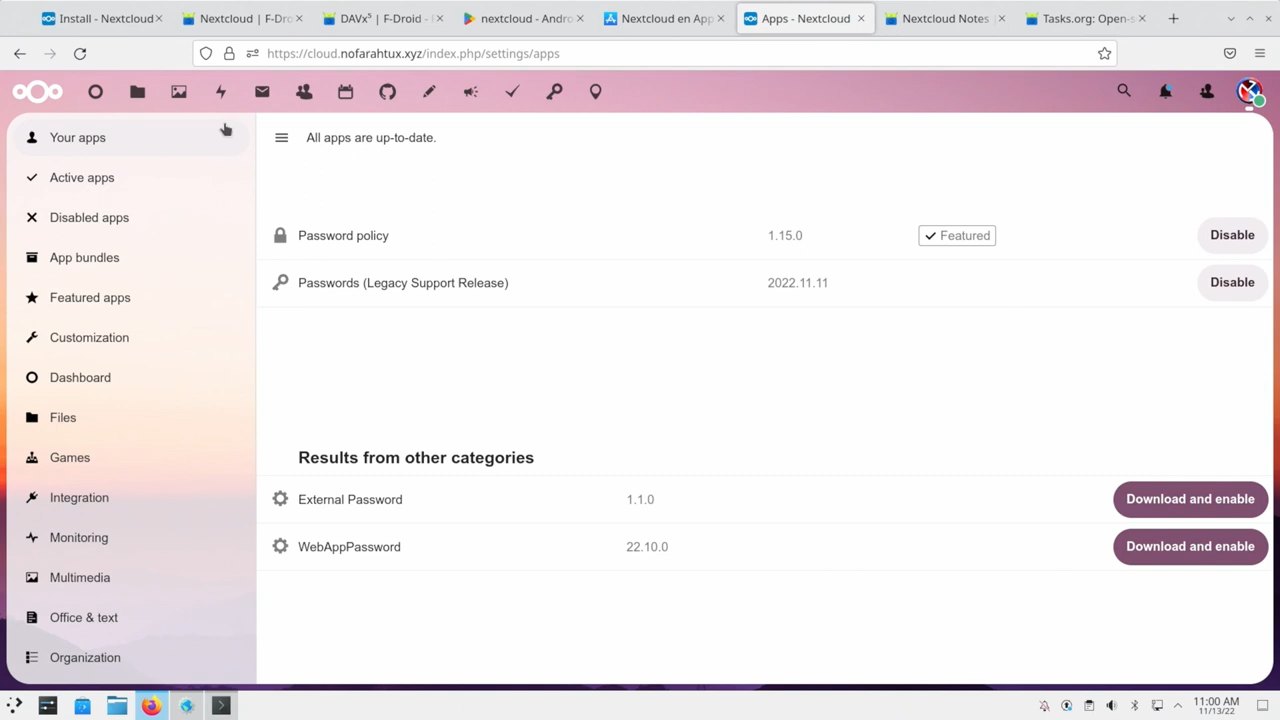 Install - Nextcloud
Nextcloud | F-Dro
DAVx⁵ | F-Droid -
nextcloud - Andro
Nextcloud en App
Apps - Nextcloud
Nextcloud Notes |
Tasks.org: Open-s
https://cloud.nofarahtux.xyz/index.php/settings/apps
Your apps
All apps are up-to-date.
Active apps
Disabled apps
Password policy 1.15.0 Featured Disable
App bundles
Passwords (Legacy Support Release) 2022.11.11 Disable
Featured apps
Customization
Dashboard
Files
Games
Results from other categories
Integration
External Password 1.1.0 Download and enable
Monitoring
WebAppPassword 22.10.0 Download and enable
Multimedia
Office & text
Organization
11:00 AM
11/13/22